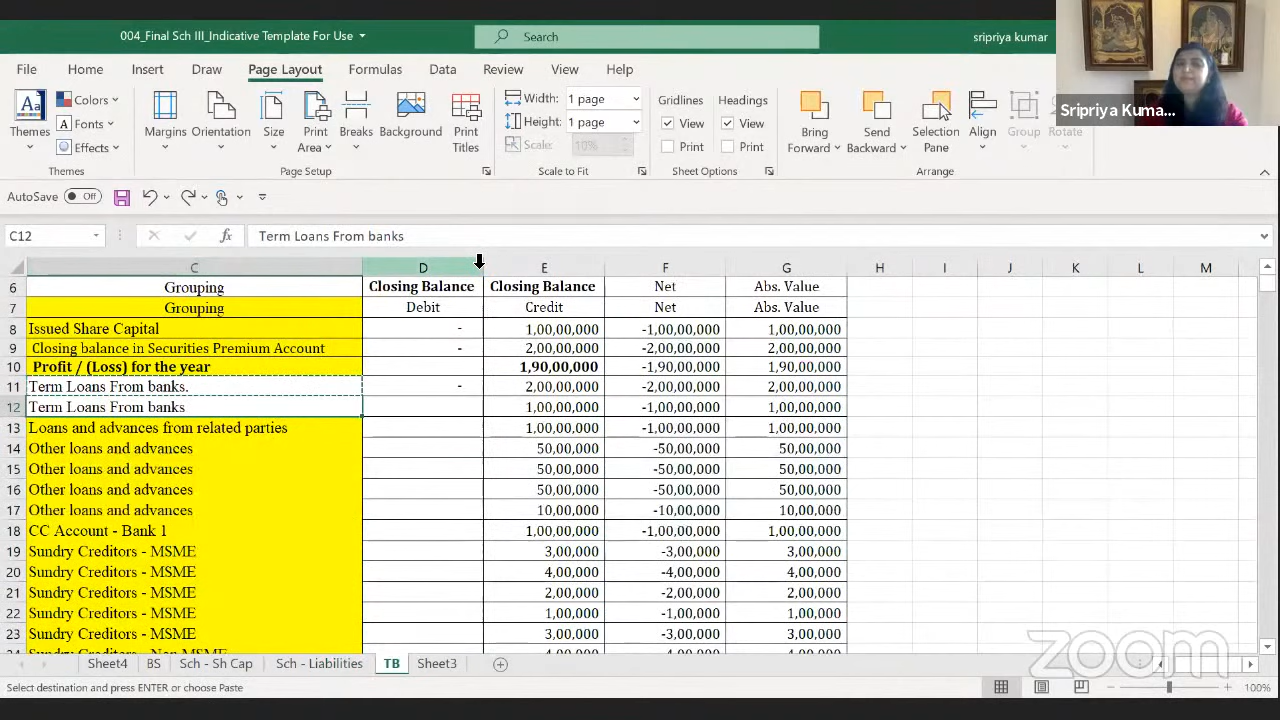 004_Final Sch III_Indicative Template For Use
Search
sripriya kumar
Sripriya Kuma...
File Home Insert Draw Page Layout Formulas Data Review View Help
Themes
Colors
Fonts
Effects
Margins
Orientation
Size
Print Area
Breaks
Background
Print Titles
Width: 1 page
Height: 1 page
Scale: 10%
Gridlines
View
Print
Headings
View
Print
Bring Forward
Send Backward
Selection Pane
Align
Group
Rotate
Themes Page Setup Scale to Fit Sheet Options Arrange
AutoSave Off
C12 fx Term Loans From banks
C D E F G H I J K L M
6 Grouping Closing Balance Closing Balance Net Abs. Value
7 Grouping Debit Credit Net Abs. Value
8 Issued Share Capital - 1,00,00,000 -1,00,00,000 1,00,00,000
9 Closing balance in Securities Premium Account - 2,00,00,000 -2,00,00,000 2,00,00,000
10 Profit / (Loss) for the year 1,90,00,000 -1,90,00,000 1,90,00,000
11 Term Loans From banks. - 2,00,00,000 -2,00,00,000 2,00,00,000
12 Term Loans From banks 1,00,00,000 -1,00,00,000 1,00,00,000
13 Loans and advances from related parties 1,00,00,000 -1,00,00,000 1,00,00,000
14 Other loans and advances 50,00,000 -50,00,000 50,00,000
15 Other loans and advances 50,00,000 -50,00,000 50,00,000
16 Other loans and advances 50,00,000 -50,00,000 50,00,000
17 Other loans and advances 10,00,000 -10,00,000 10,00,000
18 CC Account - Bank 1 1,00,00,000 -1,00,00,000 1,00,00,000
19 Sundry Creditors - MSME 3,00,000 -3,00,000 3,00,000
20 Sundry Creditors - MSME 4,00,000 -4,00,000 4,00,000
21 Sundry Creditors - MSME 2,00,000 -2,00,000 2,00,000
22 Sundry Creditors - MSME 1,00,000 -1,00,000 1,00,000
23 Sundry Creditors - MSME 3,00,000 -3,00,000 3,00,000
Sheet4 BS Sch - Sh Cap Sch - Liabilities TB Sheet3
zoom
Select destination and press ENTER or choose Paste
100%